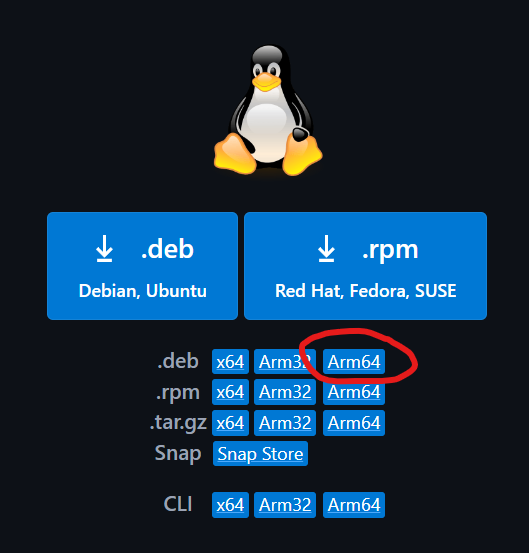 .deb
Debian, Ubuntu
.rpm
Red Hat, Fedora, SUSE
.deb x64 Arm32 Arm64
.rpm x64 Arm32 Arm64
.tar.gz x64 Arm32 Arm64
Snap Snap Store
CLI x64 Arm32 Arm64